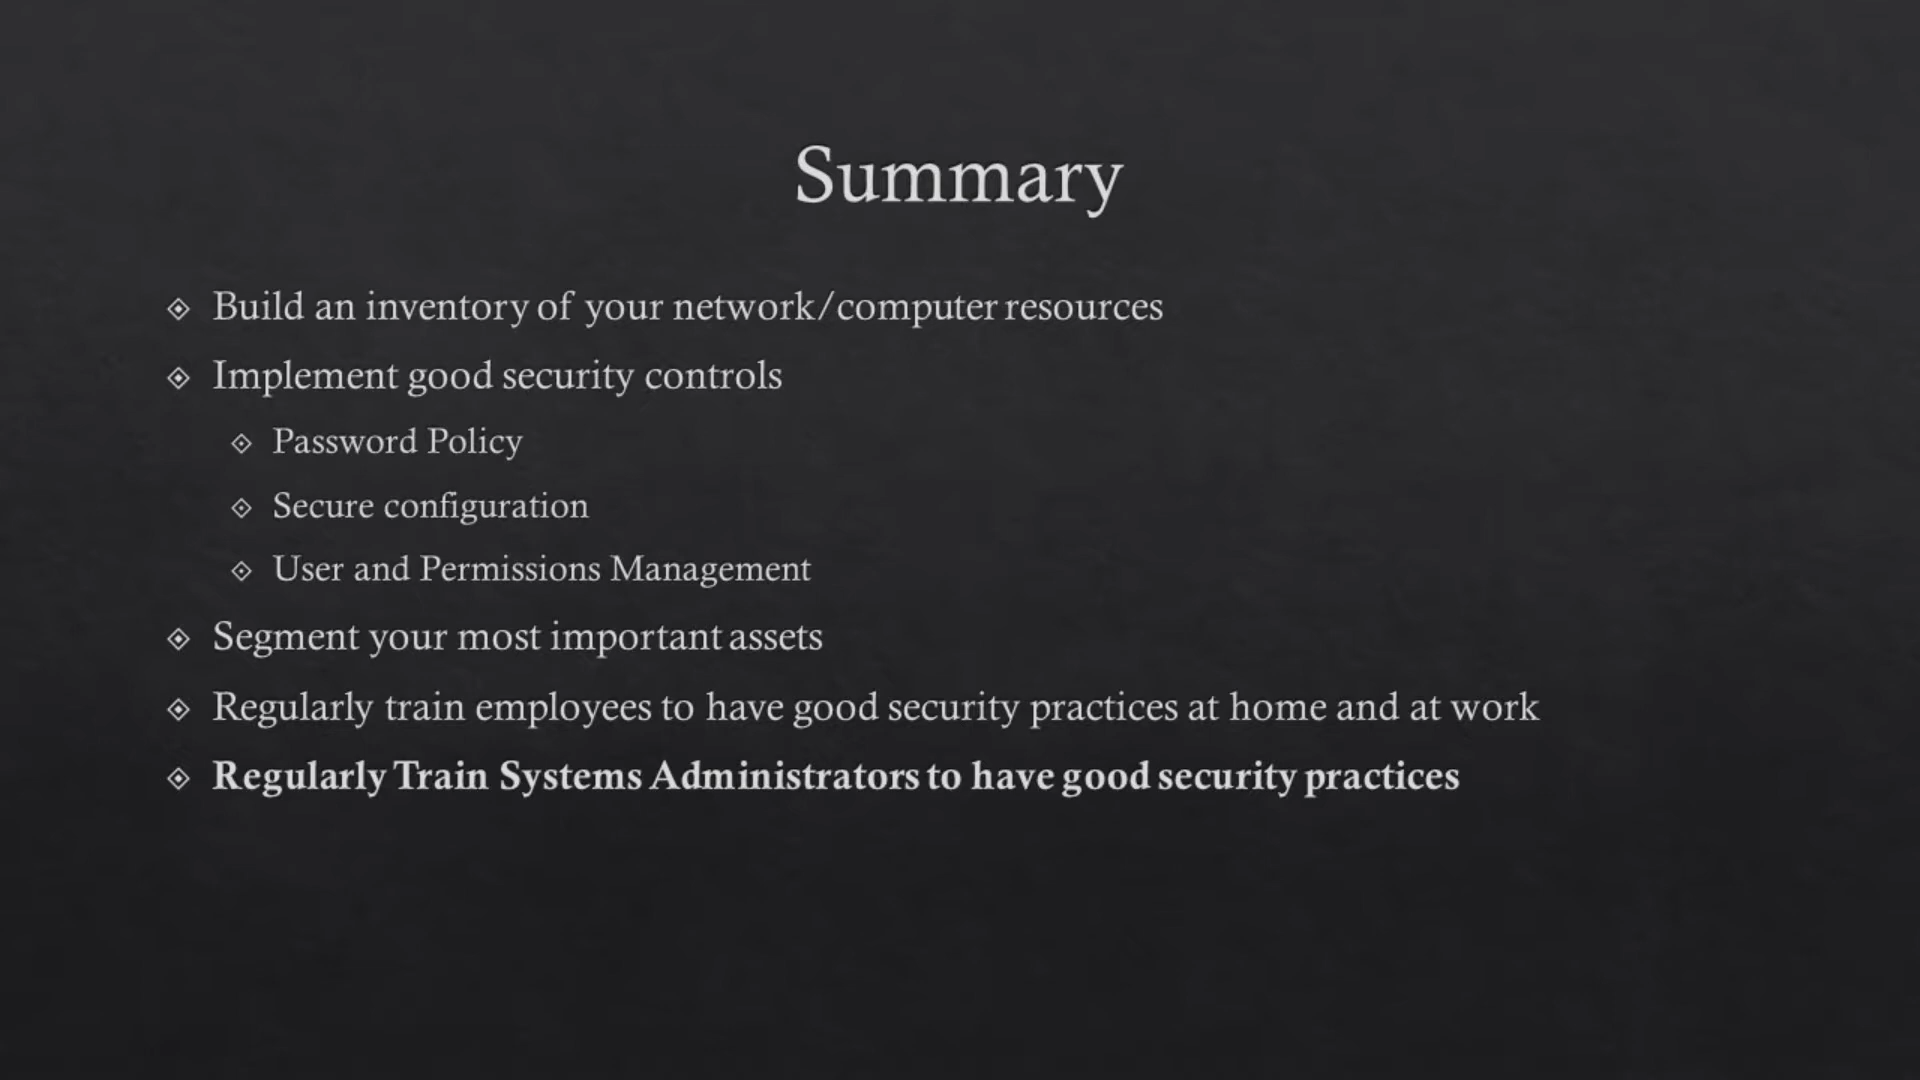 Summary
Build an inventory of your network/computer resources
Implement good security controls
Password Policy
Secure configuration
User and Permissions Management
Segment your most important assets
Regularly train employees to have good security practices at home and at work
Regularly Train Systems Administrators to have good security practices